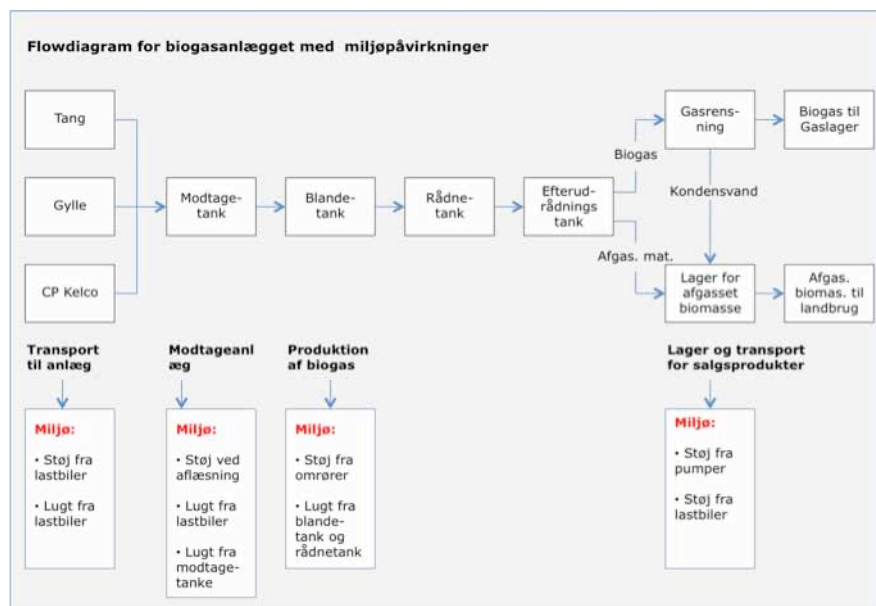 Flowdiagram for biogasanlægget med  miljøpåvirkninger
Tang
Gylle
CP Kelco
Modtage-
tank
Blande-
tank
Rådne-
tank
Efterud-
rådnings
tank
Biogas
Afgas. mat.
Gasrens-
ning
Biogas til
Gaslager
Kondensvand
Lager for
afgasset
biomasse
Afgas.
biomas. til
landbrug
Transport
til anlæg
Miljø:
• Støj fra
lastbiler
• Lugt fra
lastbiler
Modtageanl
æg
Miljø:
• Støj ved
aflæsning
• Lugt fra
lastbiler
• Lugt fra
modtage-
tanke
Produktion
af biogas
Miljø:
• Støj fra
omrører
• Lugt fra
blande-
tank og
rådnetank
Lager og transport
for salgsprodukter
Miljø:
• Støj fra
pumper
• Støj fra
lastbiler